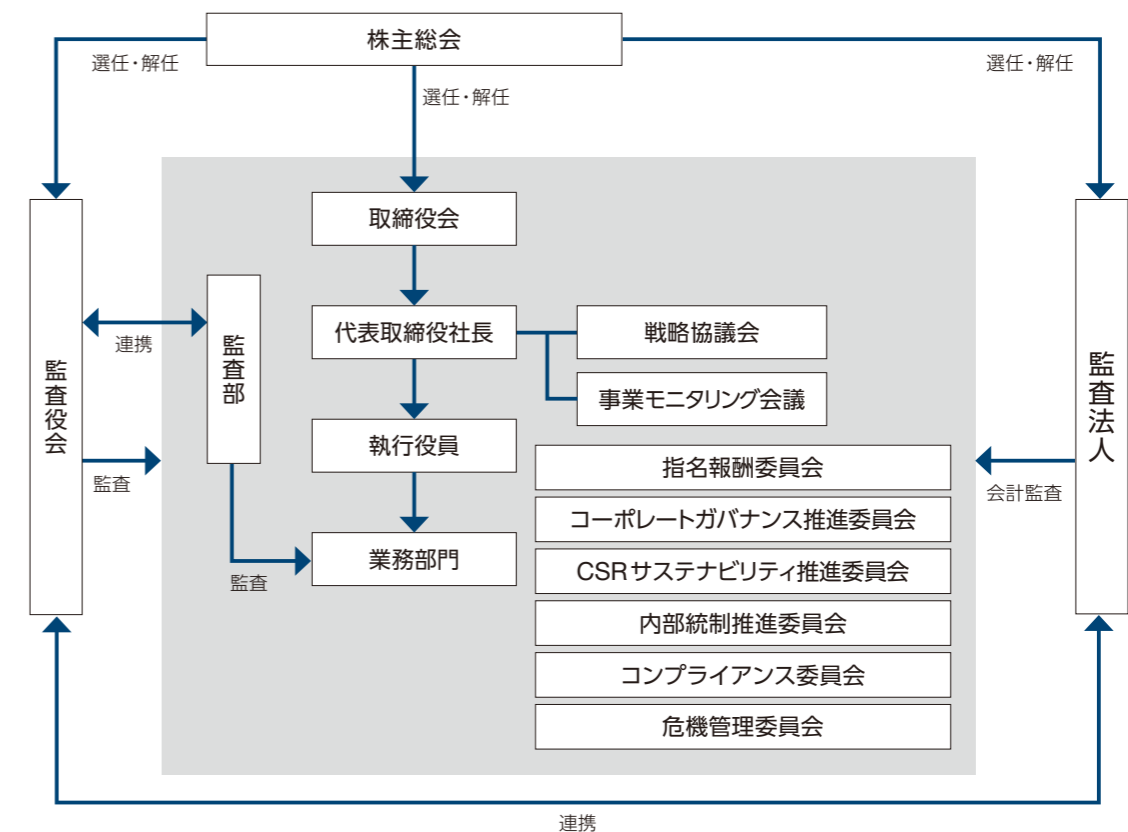 株主総会
選任・解任
選任・解任
選任・解任
取締役会
代表取締役社長
戦略協議会
事業モニタリング会議
監査部
連携
監査役会
監査法人
執行役員
指名報酬委員会
監査
会計監査
コーポレートガバナンス推進委員会
業務部門
CSRサステナビリティ推進委員会
監査
内部統制推進委員会
コンプライアンス委員会
危機管理委員会
連携